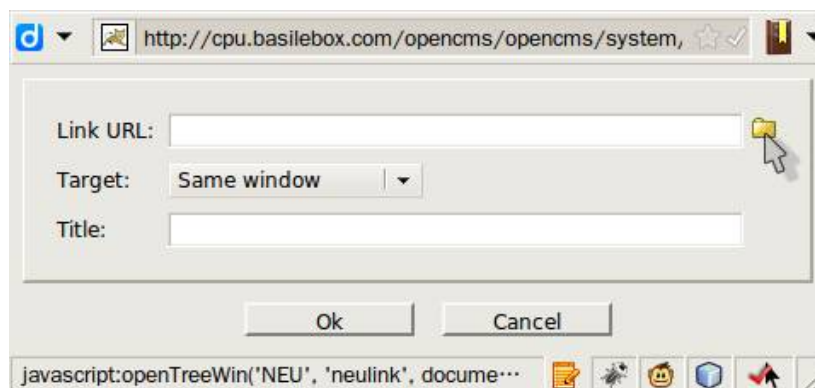 http://cpu.basilebox.com/opencms/opencms/system,
Link URL:
Target: Same window
Title:
Ok Cancel
javascript:openTreeWin('NEU', 'neulink', docume···